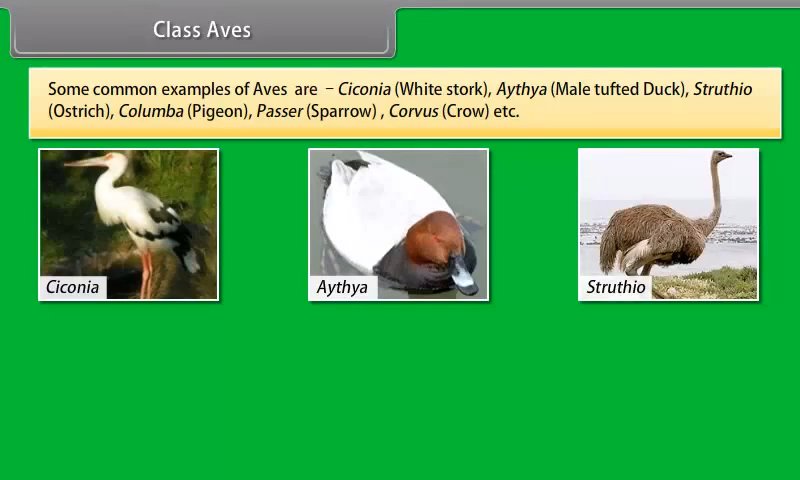 Class Aves
Some common examples of Aves are – Ciconia (White stork), Aythya (Male tufted Duck), Struthio
(Ostrich), Columba (Pigeon), Passer (Sparrow) , Corvus (Crow) etc.
Ciconia
Aythya
Struthio